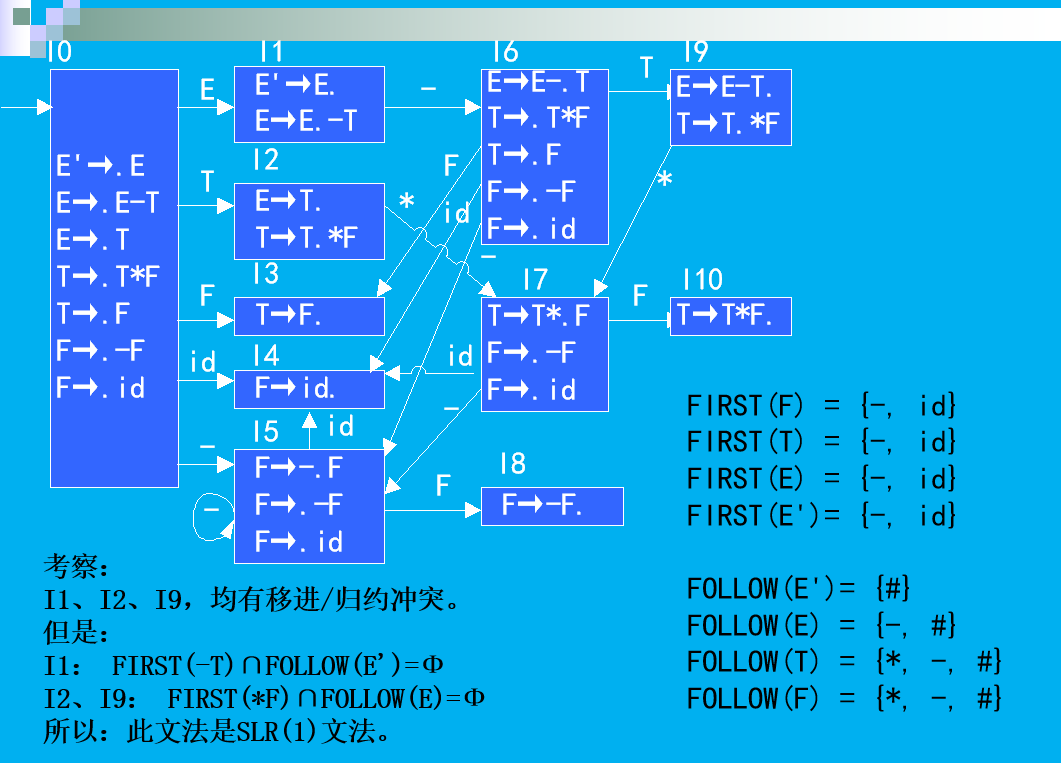 I0
E'→.E
E→.E-T
E→.T
T→.T*F
T→.F
F→.-F
F→.id
E
T
F
id
-
I1
E'→E.
E→E.-T
-
I2
E→T.
T→T.*F
*
I3
T→F.
I4
F→id.
id
I5
F→-.F
F→.-F
F→.id
-
F
I6
E→E-.T
T→.T*F
T→.F
F→.-F
F→.id
T
F
id
-
I7
T→T*.F
F→.-F
F→.id
F
id
-
I8
F→-F.
I9
E→E-T.
T→T.*F
*
I10
T→T*F.
FIRST(F) = {-, id}
FIRST(T) = {-, id}
FIRST(E) = {-, id}
FIRST(E')= {-, id}
FOLLOW(E')= {#}
FOLLOW(E) = {-, #}
FOLLOW(T) = {*, -, #}
FOLLOW(F) = {*, -, #}
考察:
I1、I2、I9,均有移进/归约冲突。
但是:
I1: FIRST(-T)∩FOLLOW(E')=Φ
I2、I9: FIRST(*F)∩FOLLOW(E)=Φ
所以:此文法是SLR(1)文法。